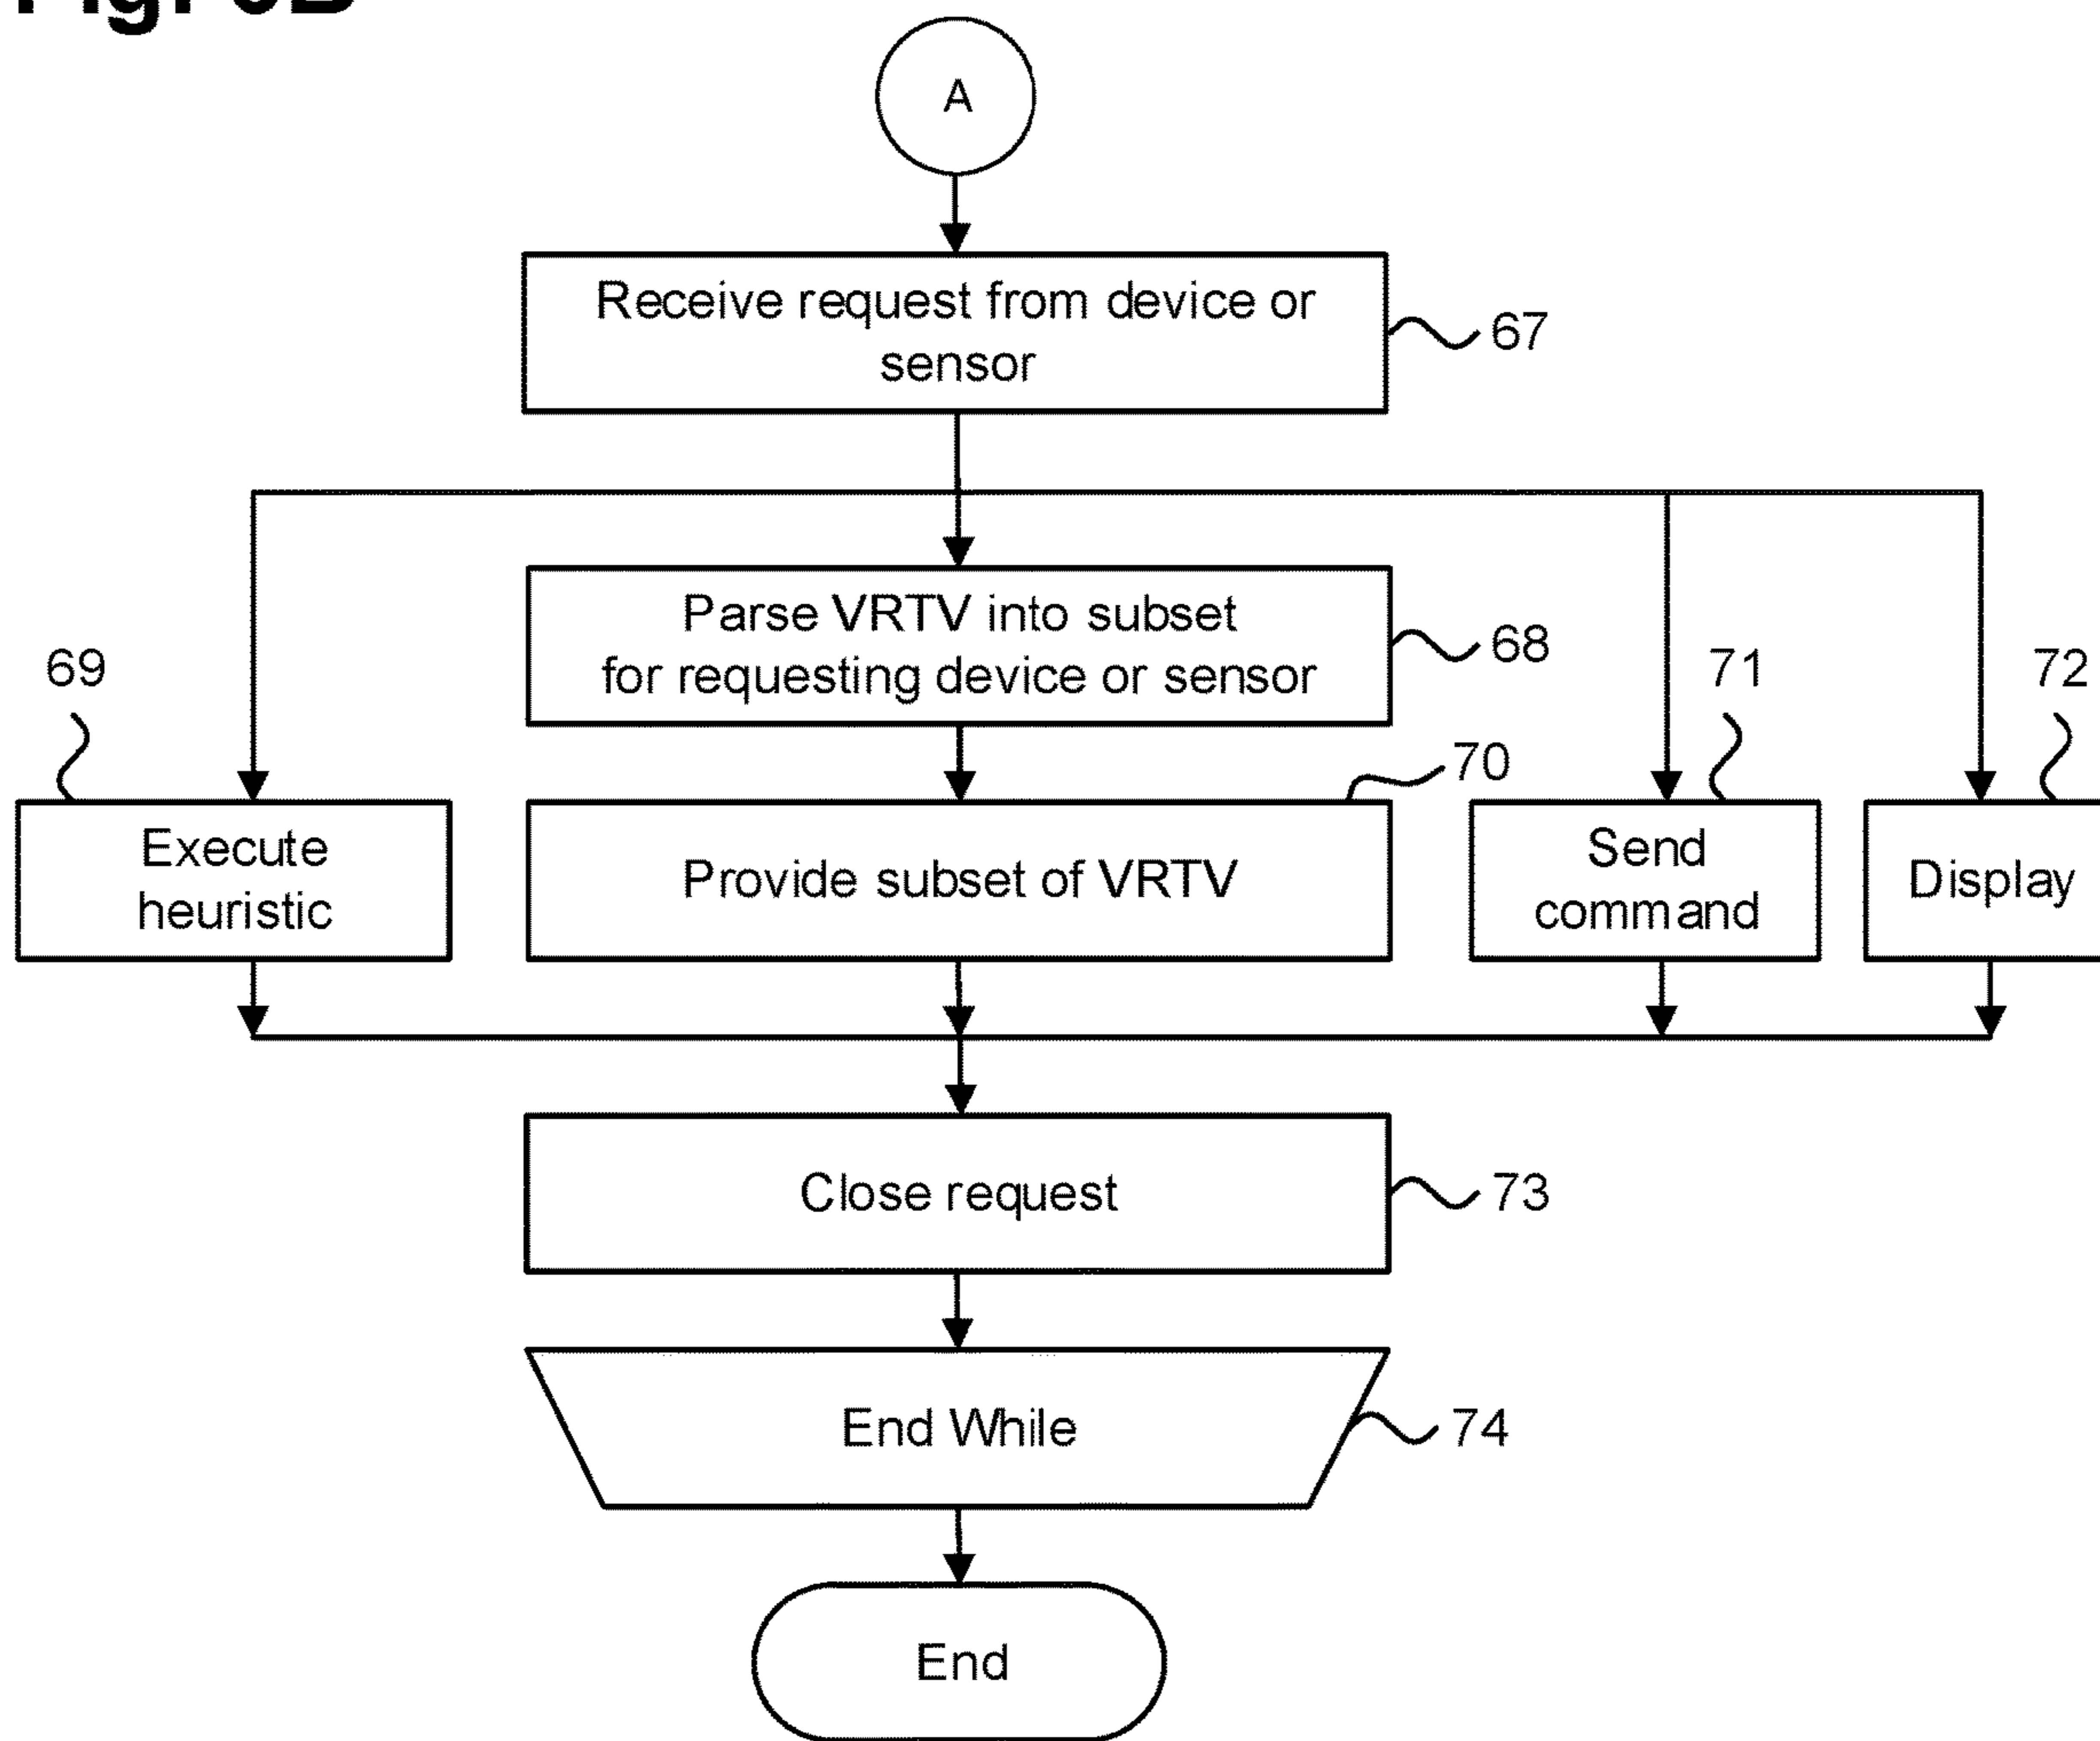 A
Receive request from device or
sensor
67
Parse VRTV into subset
for requesting device or sensor
68
69
71
72
70
Execute
heuristic
Provide subset of VRTV
Send
command
Display
Close request
73
End While
74
End